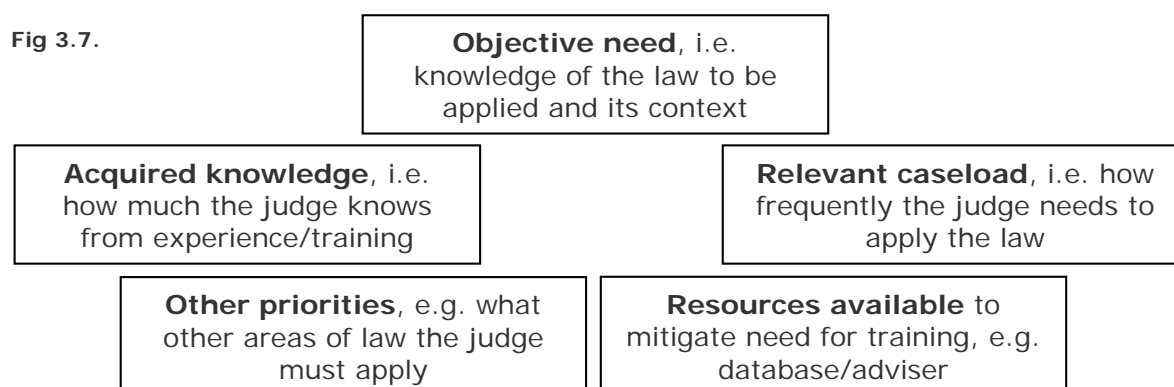 Fig 3.7.
Objective need, i.e.
knowledge of the law to be
applied and its context
Acquired knowledge, i.e.
how much the judge knows
from experience/training
Relevant caseload, i.e. how
frequently the judge needs to
apply the law
Other priorities, e.g. what
other areas of law the judge
must apply
Resources available to
mitigate need for training, e.g.
database/adviser